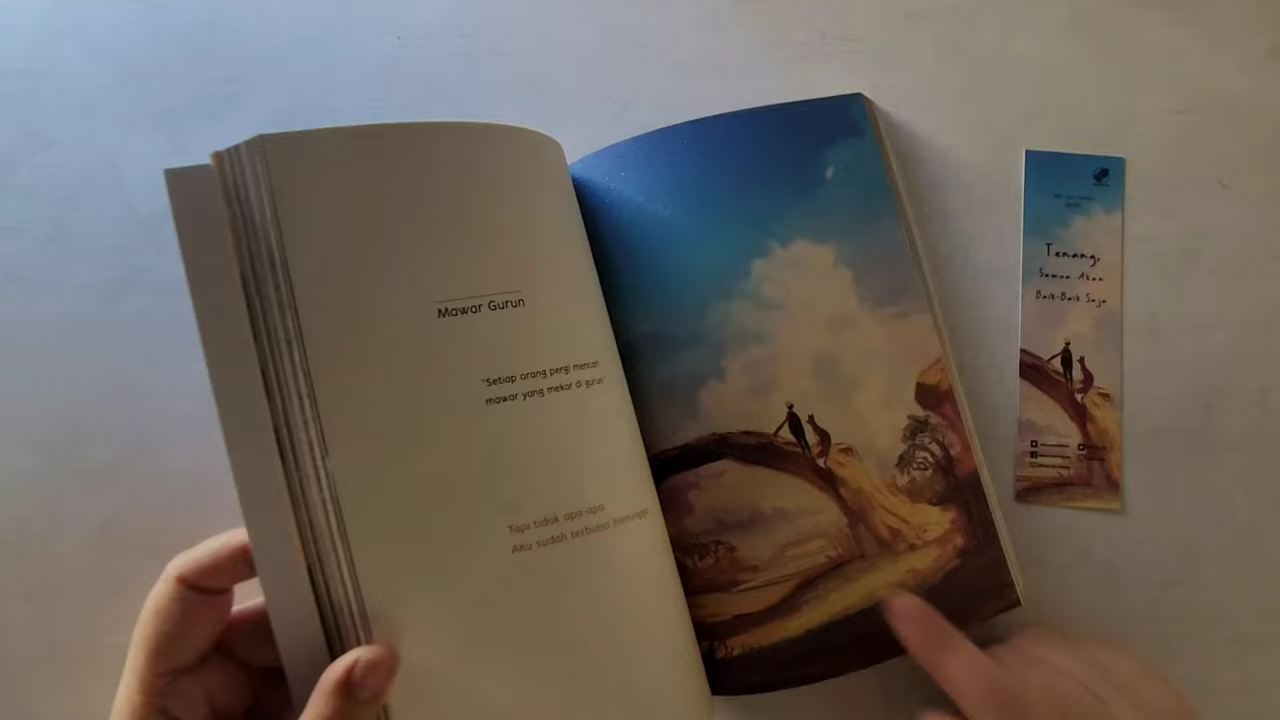 Mawar Gurun
"Setiap orang pergi mencari
mawar yang mekar di gurun."
Tapi tidak apa-apa.
Aku sudah terbiasa menunggu
Tenang,
Semua Akan
Baik-Baik Saja